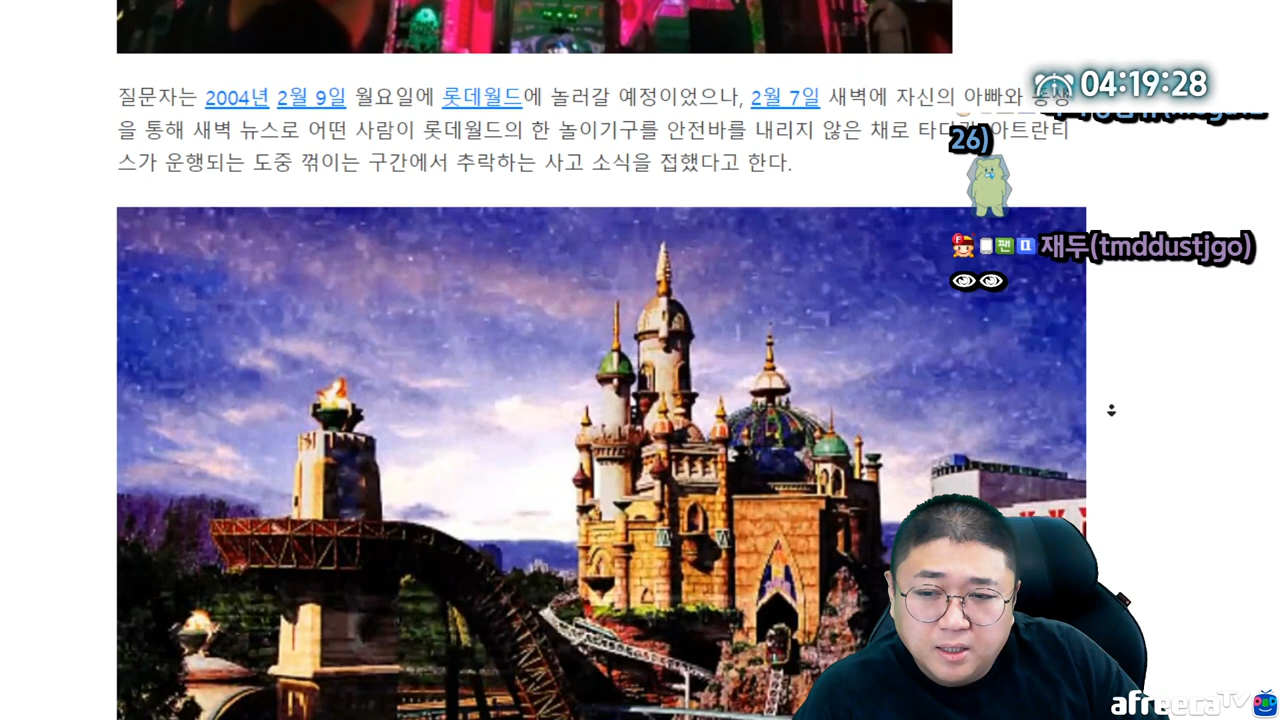 질문자는 2004년 2월 9일 월요일에 롯데월드에 놀러갈 예정이었으나, 2월 7일 새벽에 자신의 아빠와
을 통해 새벽 뉴스로 어떤 사람이 롯데월드의 한 놀이기구를 안전바를 내리지 않은 채로 아트란티
스가 운행되는 도중 꺾이는 구간에서 추락하는 사고 소식을 접했다고 한다.
04:19:28
26)
F 팬 재두(tmddustjgo)
afreecaTV